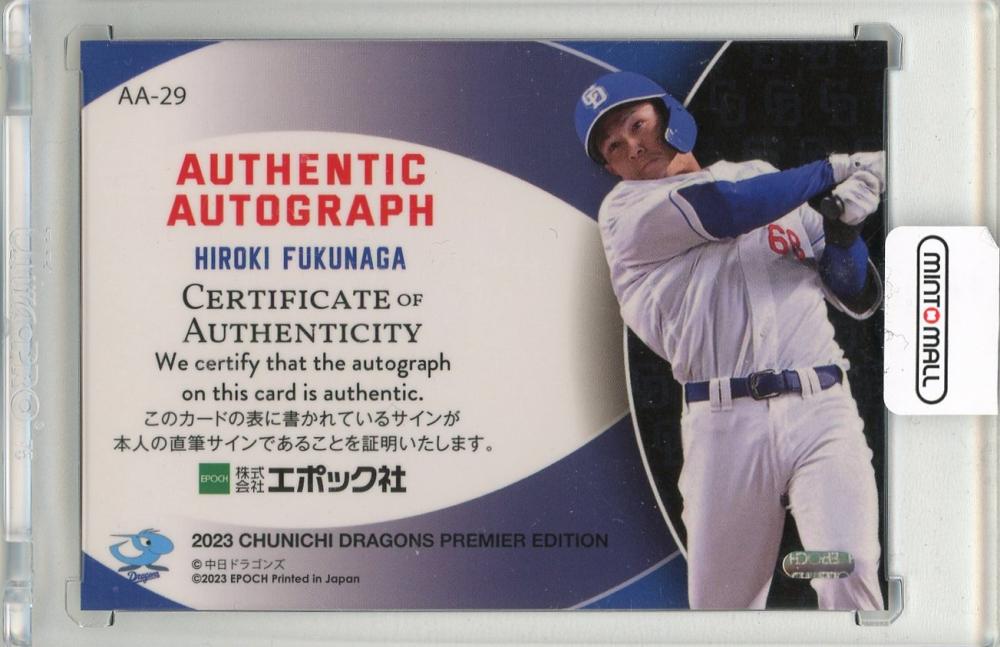 AA-29
AUTHENTIC
AUTOGRAPH
HIROKI FUKUNAGA
CERTIFICATE OF
AUTHENTICITY
We certify that the autograph
on this card is authentic.
このカードの表に書かれているサインが
本人の直筆サインであることを証明いたします。
EPOCH 株式会社 エポック社
2023 CHUNICHI DRAGONS PREMIER EDITION
Dragons
© 中日ドラゴンズ
©2023 EPOCH Printed in Japan
CD
68
MINT MALL